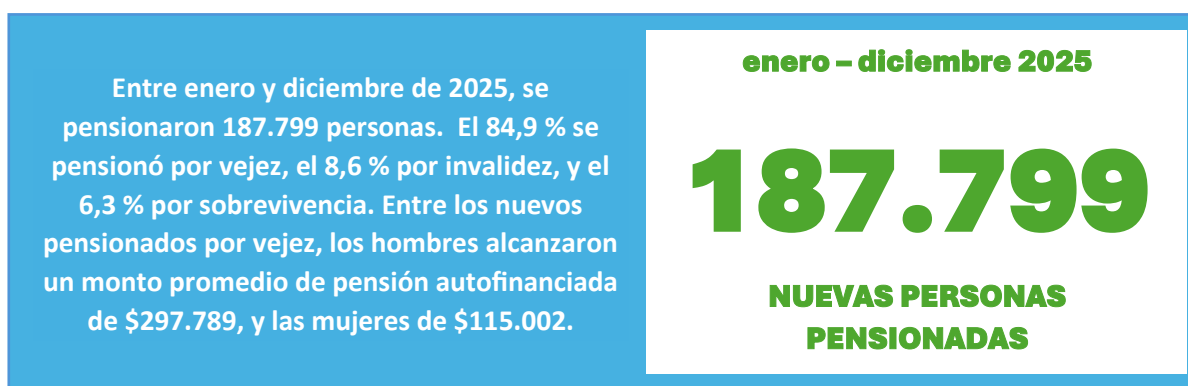 Entre enero y diciembre de 2025, se
pensionaron 187.799 personas.  El 84,9 % se
pensionó por vejez, el 8,6 % por invalidez, y el
6,3 % por sobrevivencia. Entre los nuevos
pensionados por vejez, los hombres alcanzaron
un monto promedio de pensión autofinanciada
de $297.789, y las mujeres de $115.002.
enero – diciembre 2025
187.799
NUEVAS PERSONAS
PENSIONADAS